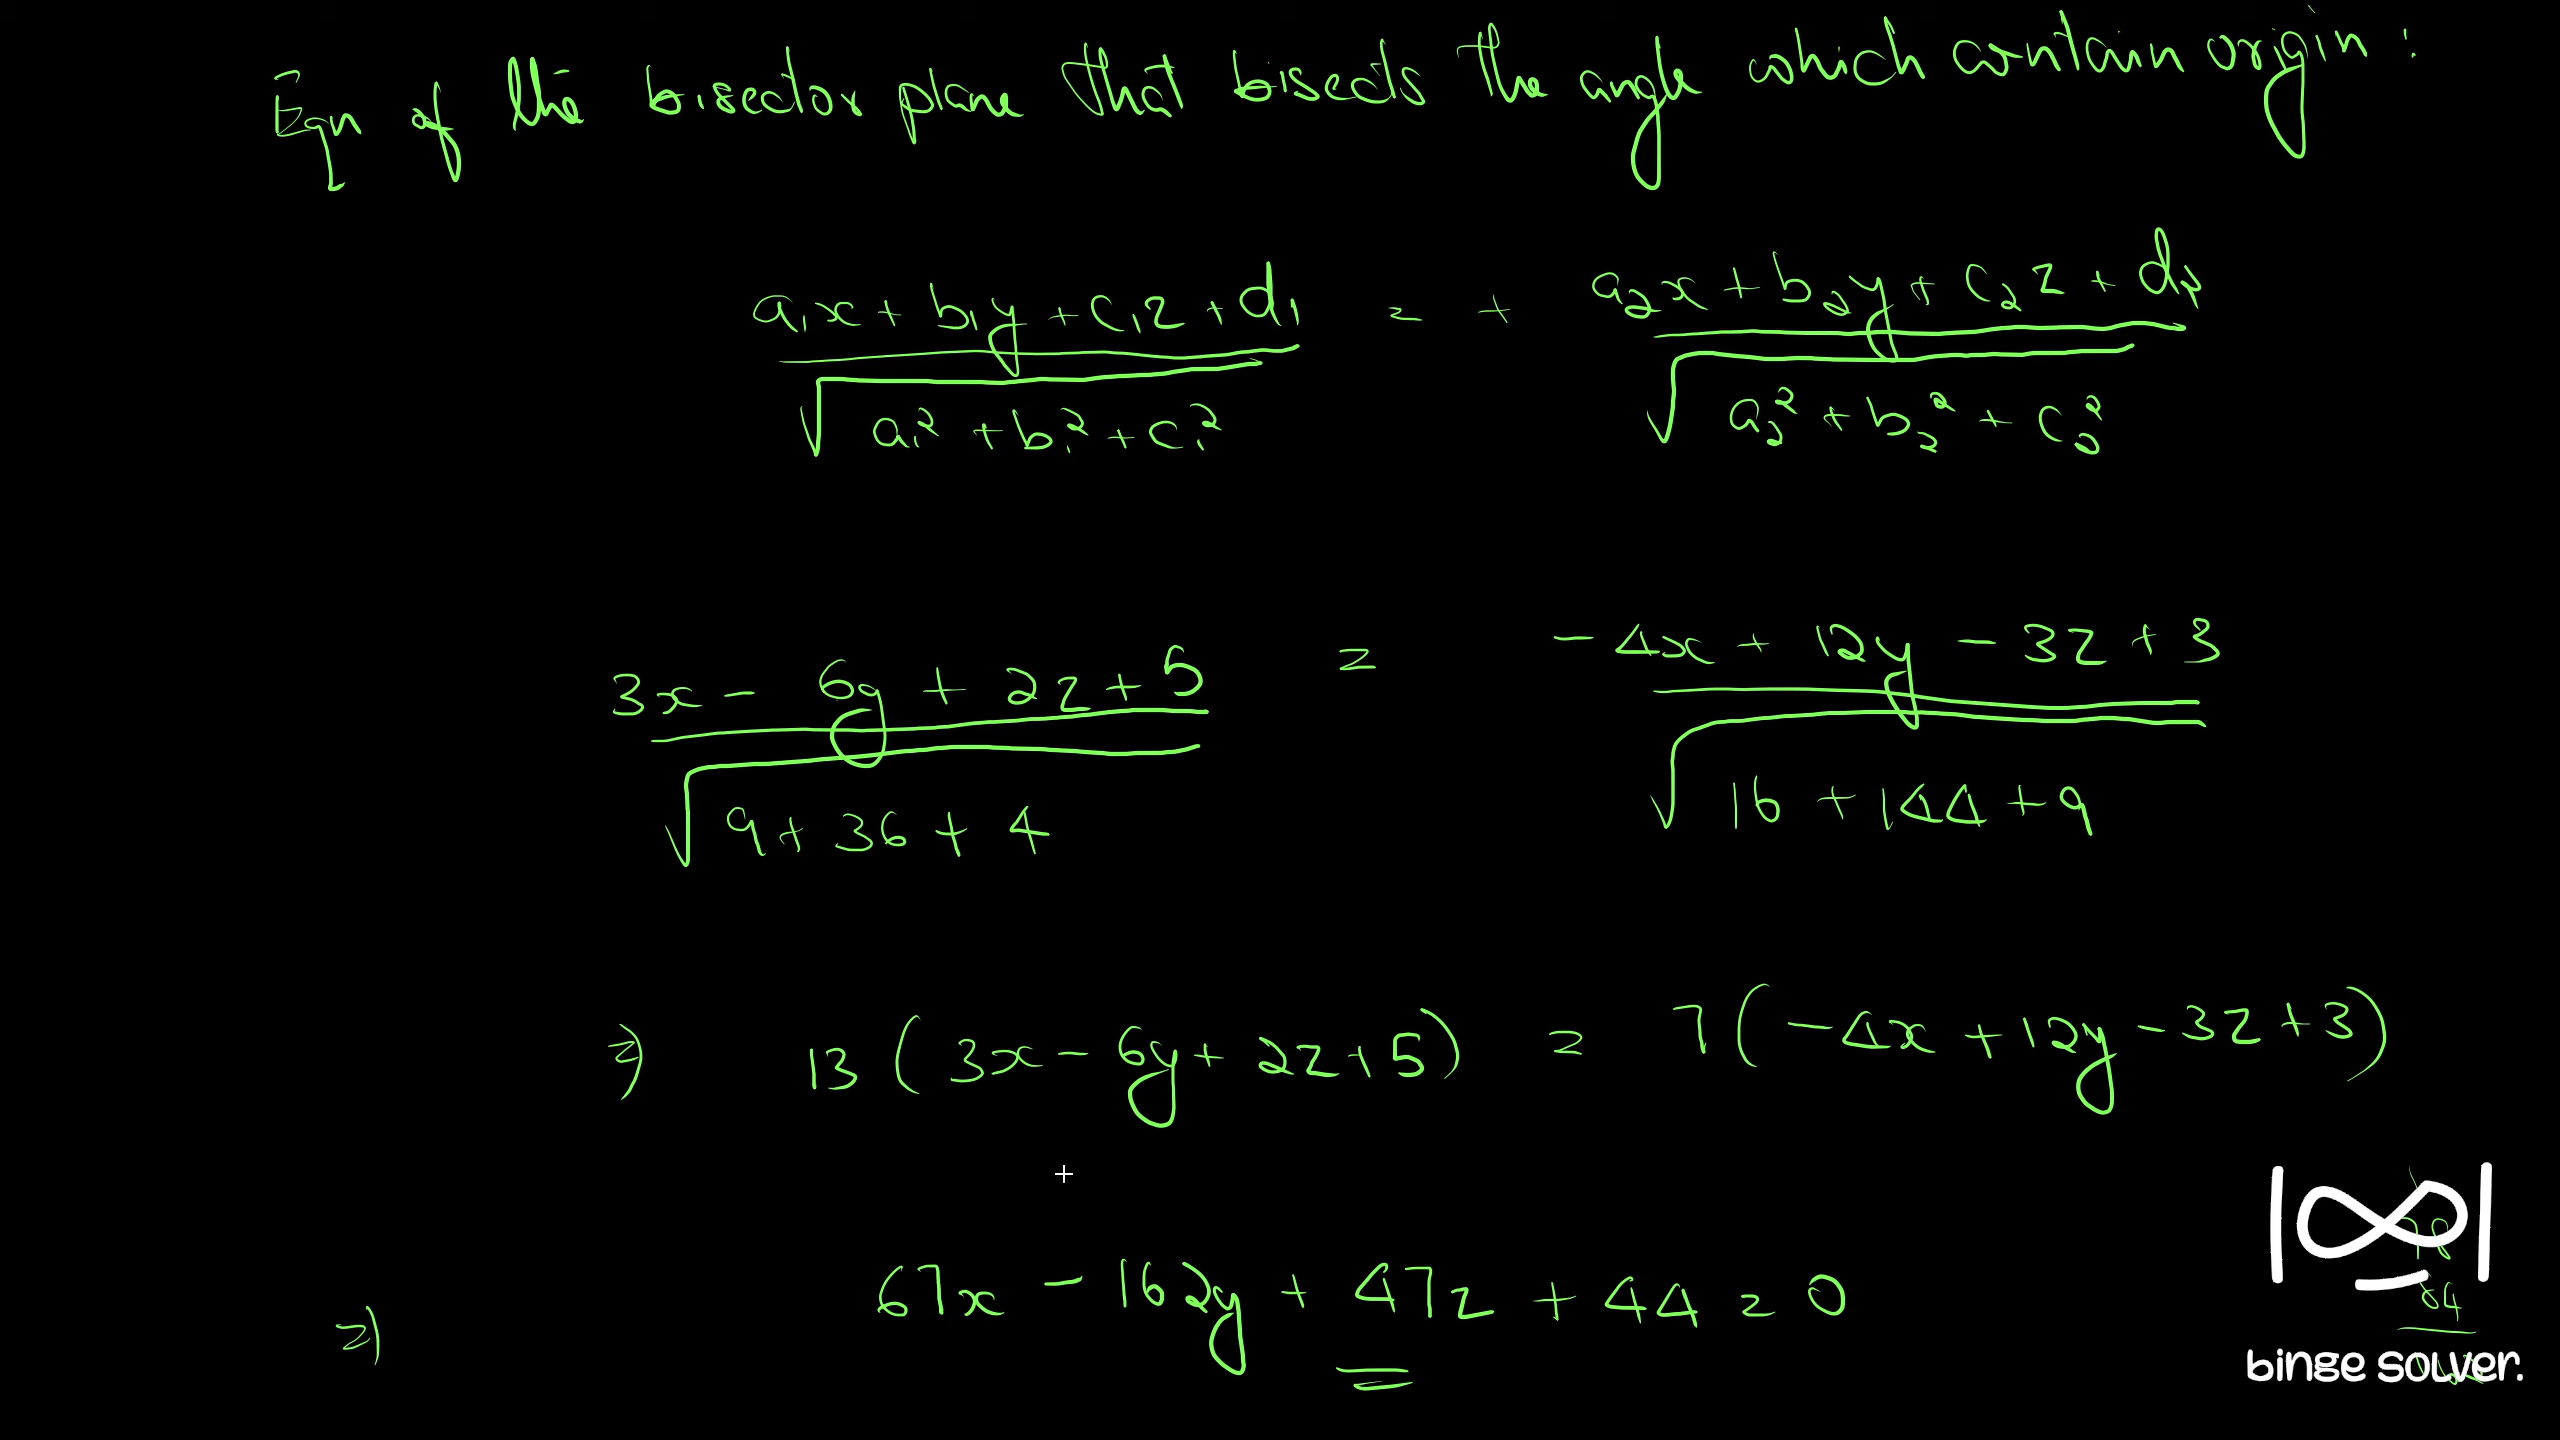 Eqn of the bisector plane that bisects the angle which contain origin :
a₁x + b₁y + c₁z + d₁ = + a₂x + b₂y + c₂z + d₂
√a₁² + b₁² + c₁² √a₂² + b₂² + c₂²
3x - 6y + 2z + 5 = -4x + 12y - 3z + 3
√9 + 36 + 4 √16 + 144 + 9
⇒ 13 ( 3x - 6y + 2z + 5 ) = 7 ( -4x + 12y - 3z + 3 )
⇒ 67x - 162y + 47z + 44 = 0
84
binge solver.